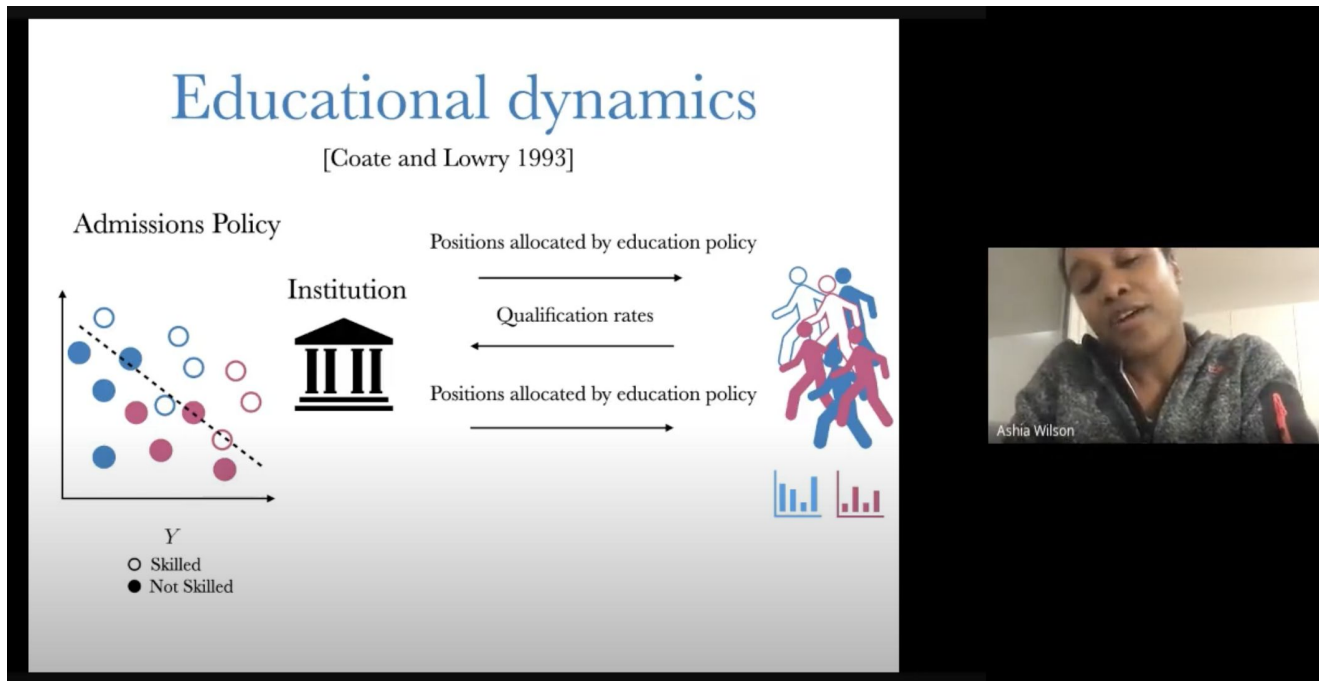 Educational dynamics
[Coate and Lowry 1993]
Admissions Policy
Positions allocated by education policy
Institution
Qualification rates
Positions allocated by education policy
Y
Skilled
Not Skilled
Ashia Wilson